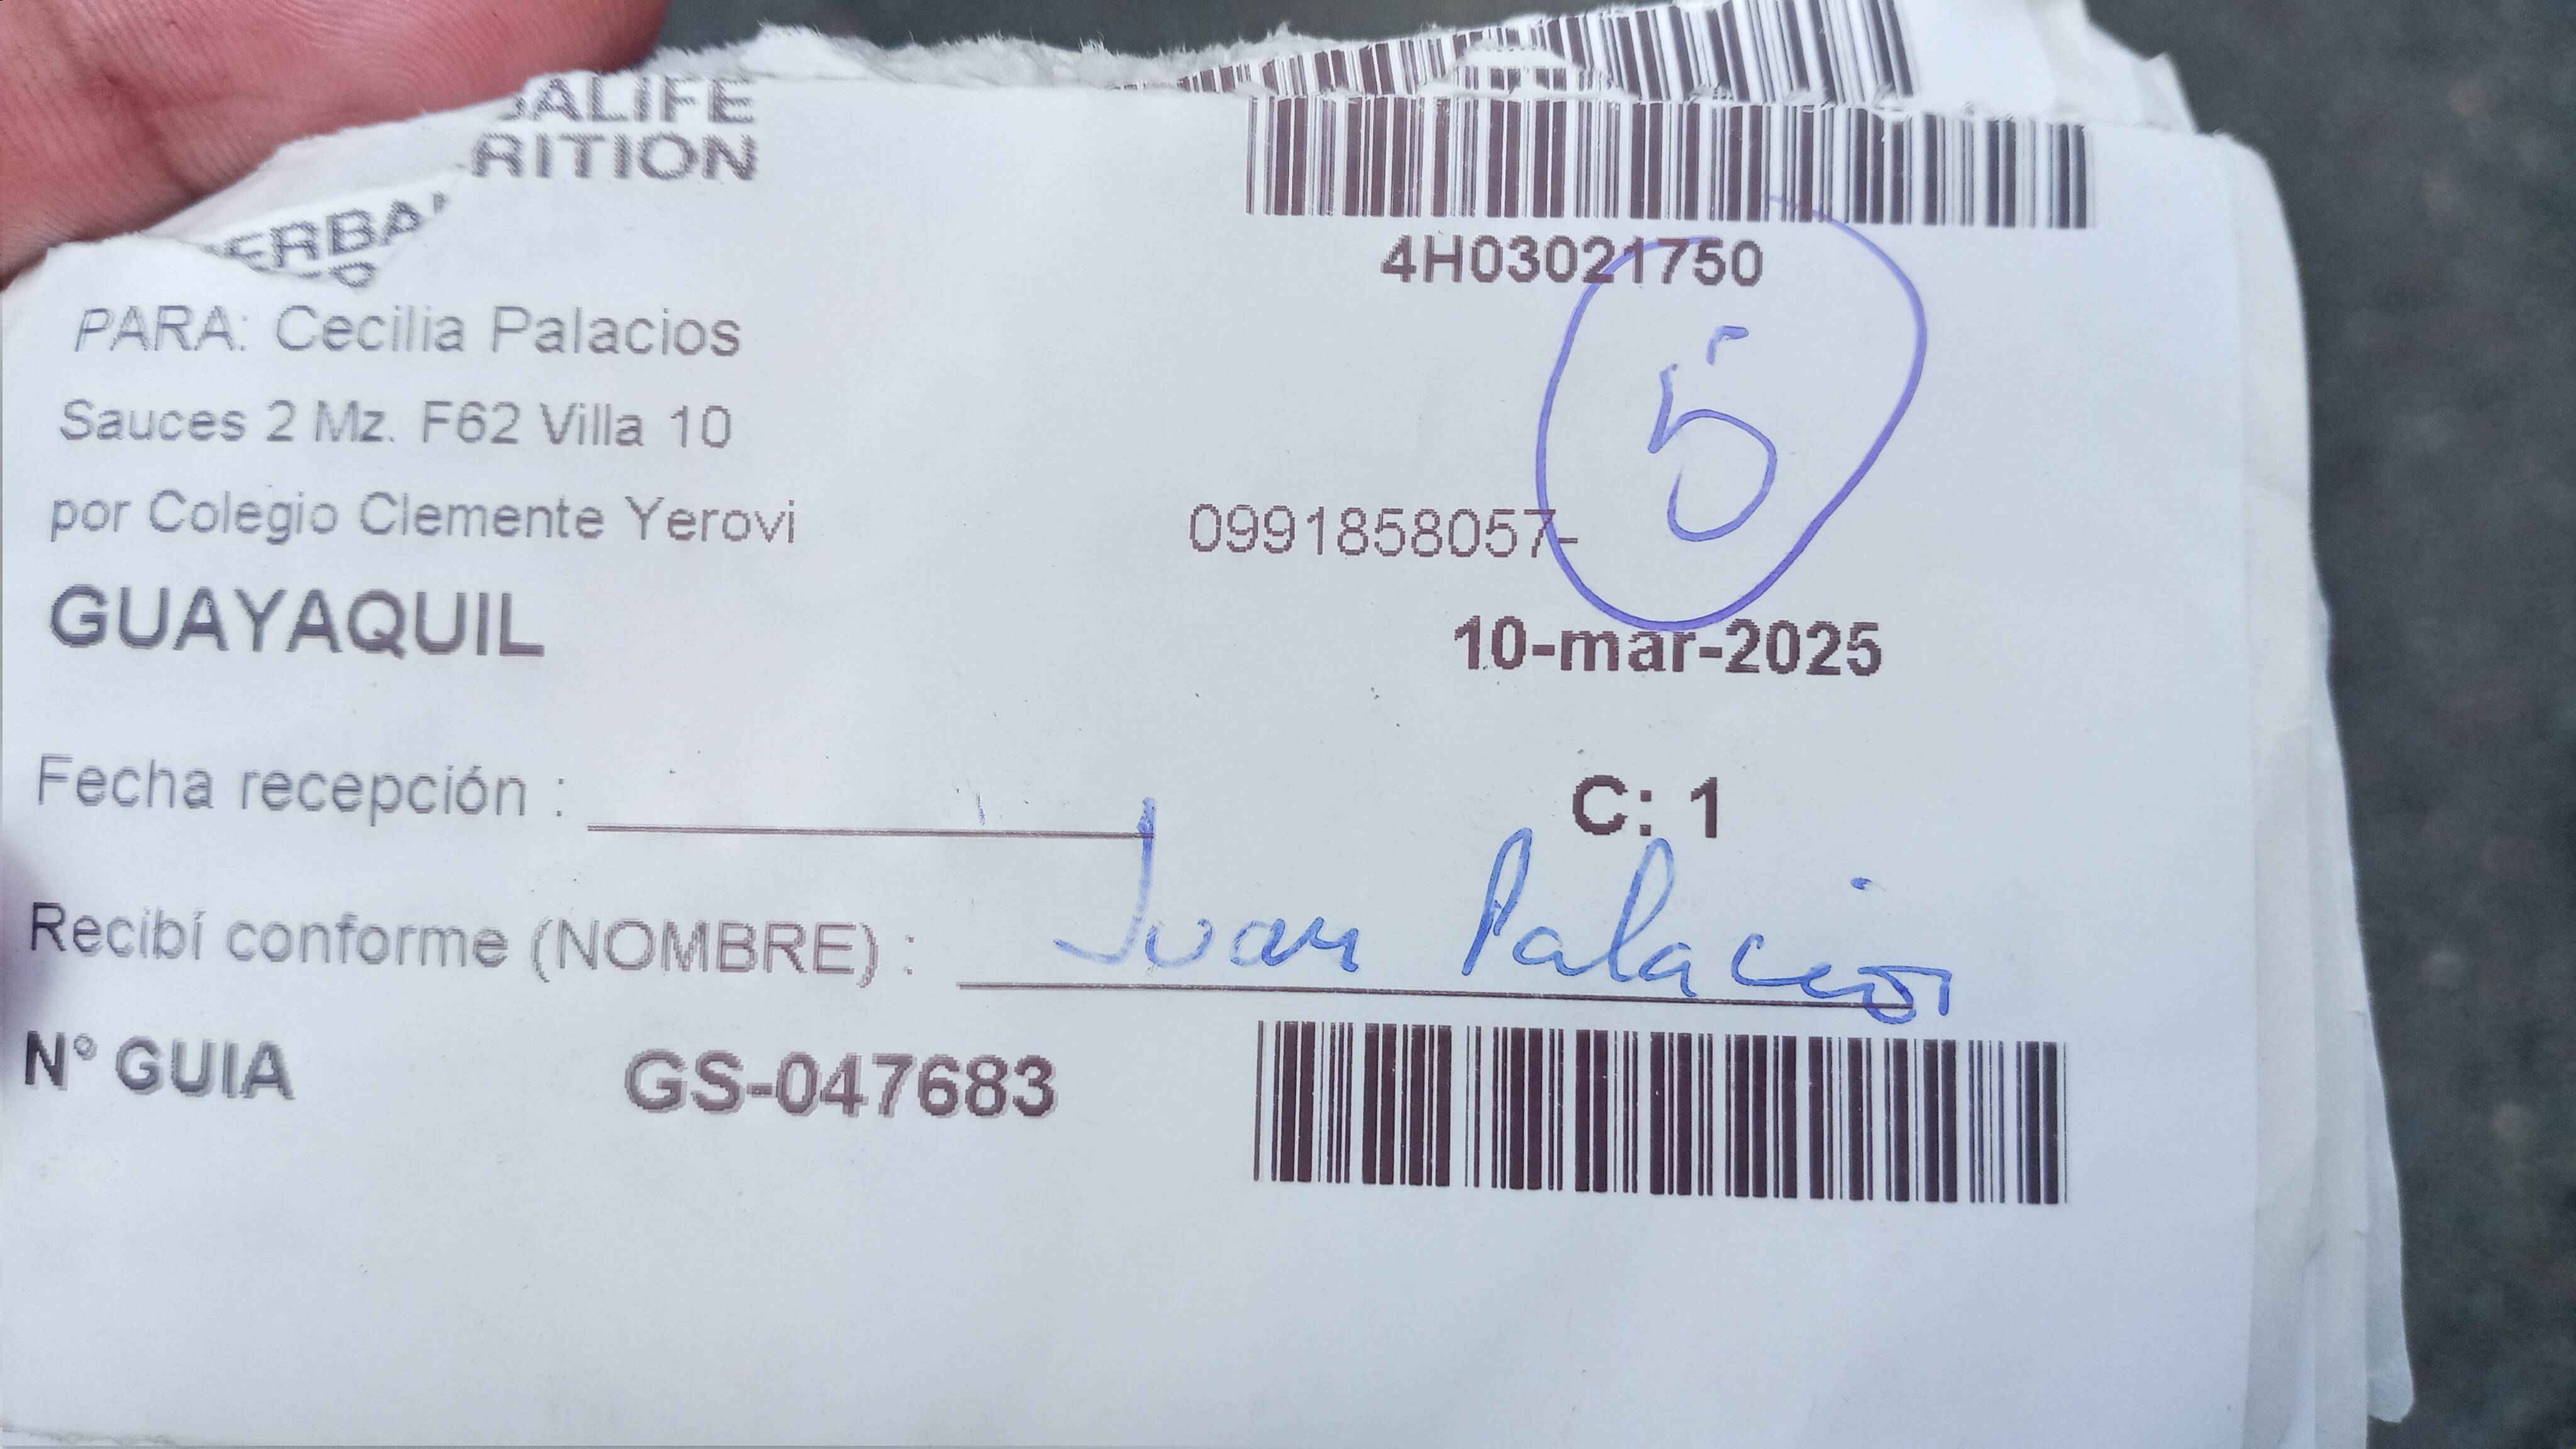 ALIFE
RITION
ERBA
4H03021750
PARA: Cecilia Palacios
5
Sauces 2 Mz. F62 Villa 10
por Colegio Clemente Yerovi
0991858057-
GUAYAQUIL
10-mar-2025
Fecha recepción :
C: 1
Recibí conforme (NOMBRE) : Juan Palacios
N° GUIA GS-047683